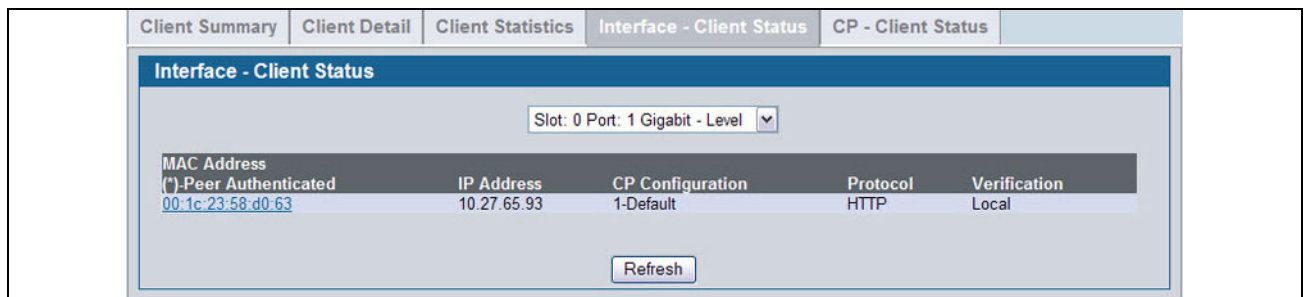 Client Summary Client Detail Client Statistics Interface - Client Status CP - Client Status
Interface - Client Status
Slot: 0 Port: 1 Gigabit - Level
MAC Address
(*)-Peer Authenticated IP Address CP Configuration Protocol Verification
00:1c:23:58:d0:63 10.27.65.93 1-Default HTTP Local
Refresh